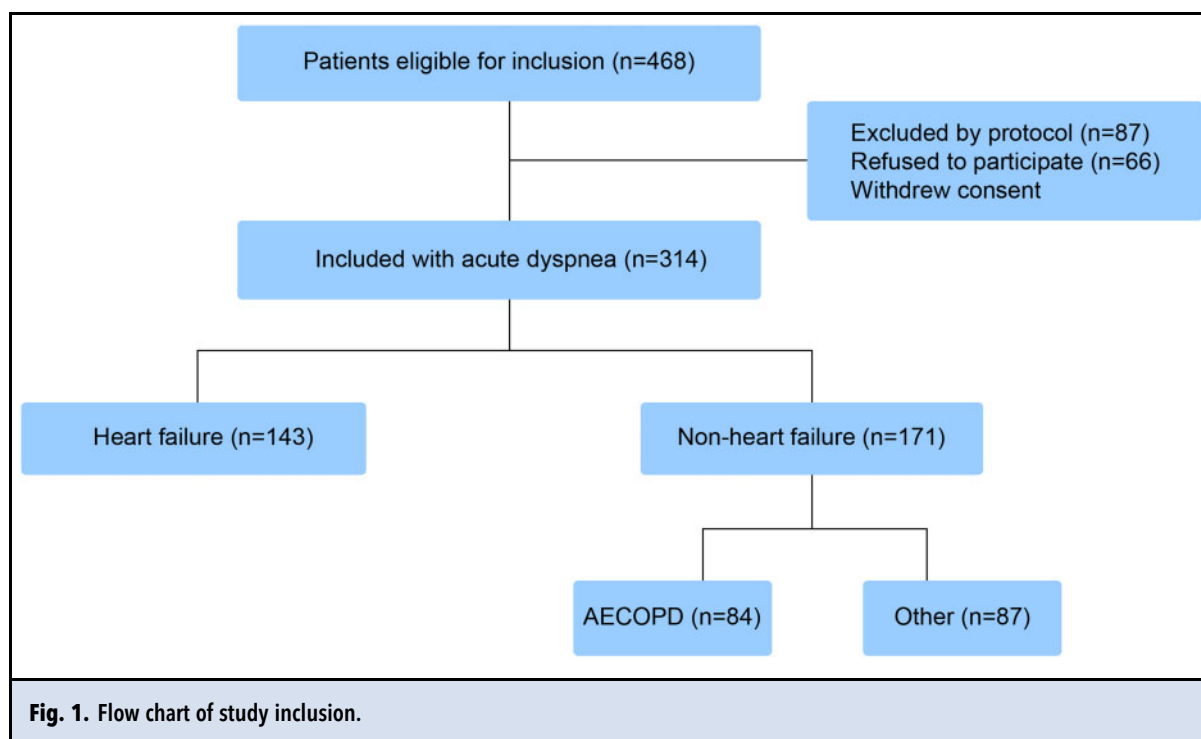 Patients eligible for inclusion (n=468)
Excluded by protocol (n=87)
Refused to participate (n=66)
Withdrew consent
Included with acute dyspnea (n=314)
Heart failure (n=143)
Non-heart failure (n=171)
AECOPD (n=84)
Other (n=87)
Fig. 1. Flow chart of study inclusion.